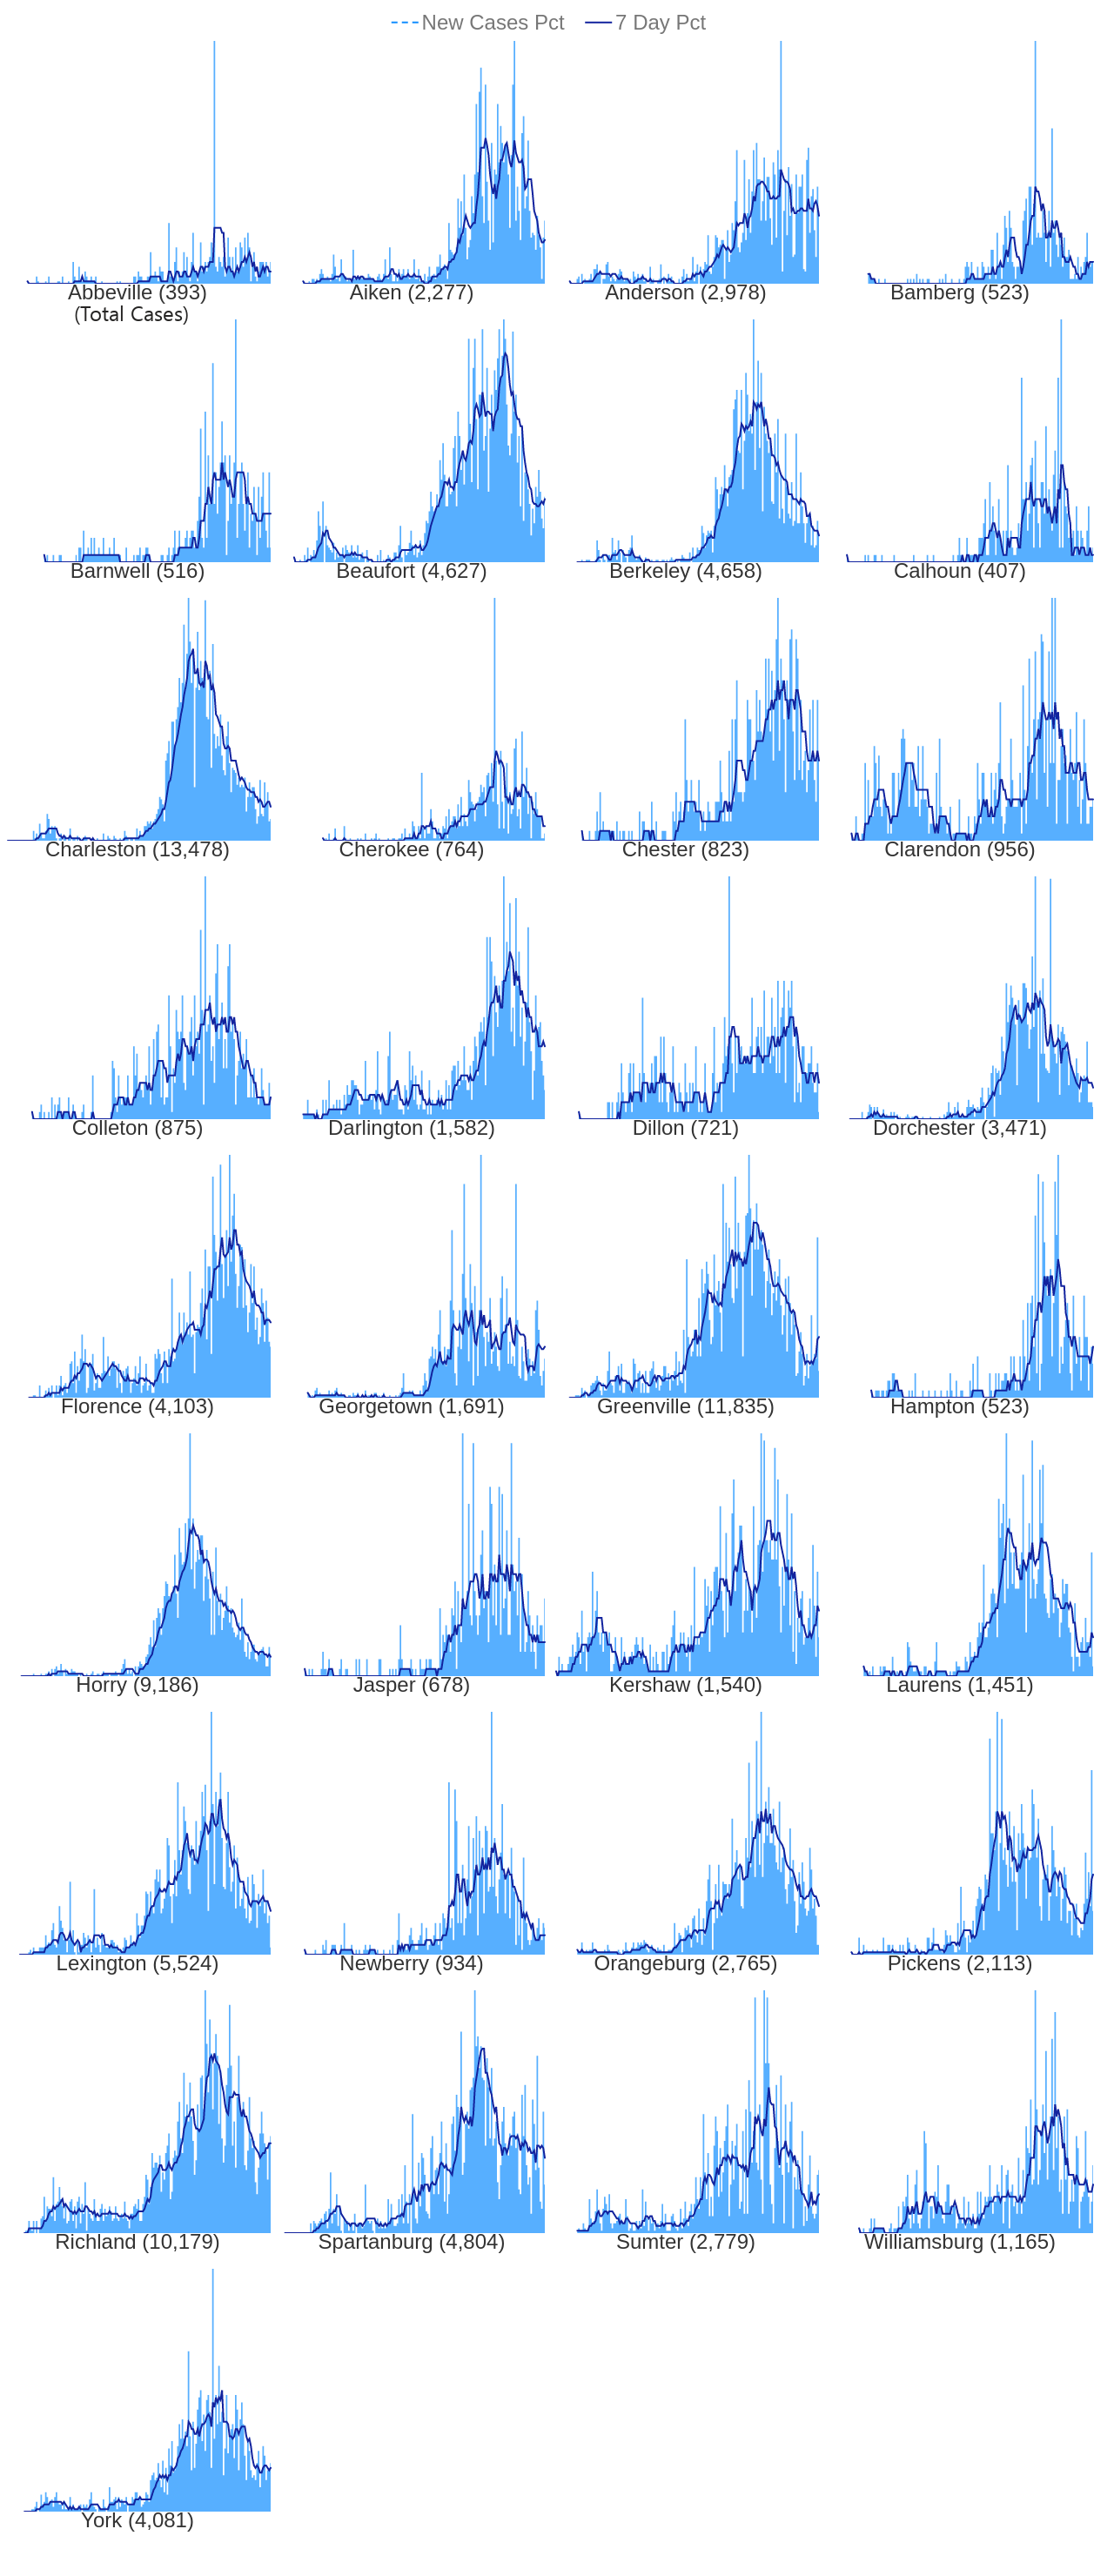 New Cases Pct 7 Day Pct
Abbeville (393) Aiken (2,277) Anderson (2,978) Bamberg (523)
(Total Cases)
Barnwell (516) Beaufort (4,627) Berkeley (4,658) Calhoun (407)
Charleston (13,478) Cherokee (764) Chester (823) Clarendon (956)
Colleton (875) Darlington (1,582) Dillon (721) Dorchester (3,471)
Florence (4,103) Georgetown (1,691) Greenville (11,835) Hampton (523)
Horry (9,186) Jasper (678) Kershaw (1,540) Laurens (1,451)
Lexington (5,524) Newberry (934) Orangeburg (2,765) Pickens (2,113)
Richland (10,179) Spartanburg (4,804) Sumter (2,779) Williamsburg (1,165)
York (4,081)